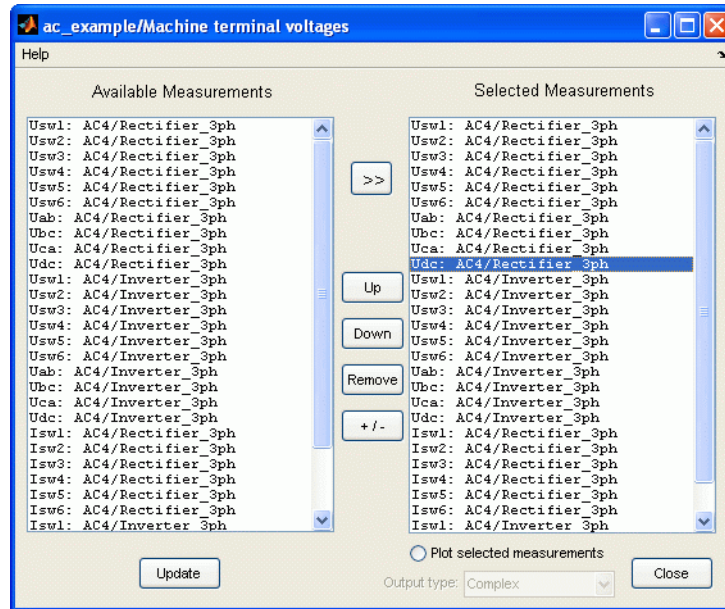 ac_example/Machine terminal voltages
Help
Available Measurements
Usw1: AC4/Rectifier_3ph
Usw2: AC4/Rectifier_3ph
Usw3: AC4/Rectifier_3ph
Usw4: AC4/Rectifier_3ph
Usw5: AC4/Rectifier_3ph
Usw6: AC4/Rectifier_3ph
Uab: AC4/Rectifier_3ph
Ubc: AC4/Rectifier_3ph
Uca: AC4/Rectifier_3ph
Udc: AC4/Rectifier_3ph
Usw1: AC4/Inverter_3ph
Usw2: AC4/Inverter_3ph
Usw3: AC4/Inverter_3ph
Usw4: AC4/Inverter_3ph
Usw5: AC4/Inverter_3ph
Usw6: AC4/Inverter_3ph
Uab: AC4/Inverter_3ph
Ubc: AC4/Inverter_3ph
Uca: AC4/Inverter_3ph
Udc: AC4/Inverter_3ph
Isw1: AC4/Rectifier_3ph
Isw2: AC4/Rectifier_3ph
Isw3: AC4/Rectifier_3ph
Isw4: AC4/Rectifier_3ph
Isw5: AC4/Rectifier_3ph
Isw6: AC4/Rectifier_3ph
Isw1: AC4/Inverter_3ph
Update
>>
Up
Down
Remove
+ / -
Selected Measurements
Usw1: AC4/Rectifier_3ph
Usw2: AC4/Rectifier_3ph
Usw3: AC4/Rectifier_3ph
Usw4: AC4/Rectifier_3ph
Usw5: AC4/Rectifier_3ph
Usw6: AC4/Rectifier_3ph
Uab: AC4/Rectifier_3ph
Ubc: AC4/Rectifier_3ph
Uca: AC4/Rectifier_3ph
Udc: AC4/Rectifier_3ph
Usw1: AC4/Inverter_3ph
Usw2: AC4/Inverter_3ph
Usw3: AC4/Inverter_3ph
Usw4: AC4/Inverter_3ph
Usw5: AC4/Inverter_3ph
Usw6: AC4/Inverter_3ph
Uab: AC4/Inverter_3ph
Ubc: AC4/Inverter_3ph
Uca: AC4/Inverter_3ph
Udc: AC4/Inverter_3ph
Isw1: AC4/Rectifier_3ph
Isw2: AC4/Rectifier_3ph
Isw3: AC4/Rectifier_3ph
Isw4: AC4/Rectifier_3ph
Isw5: AC4/Rectifier_3ph
Isw6: AC4/Rectifier_3ph
Isw1: AC4/Inverter_3ph
Plot selected measurements
Output type: Complex
Close